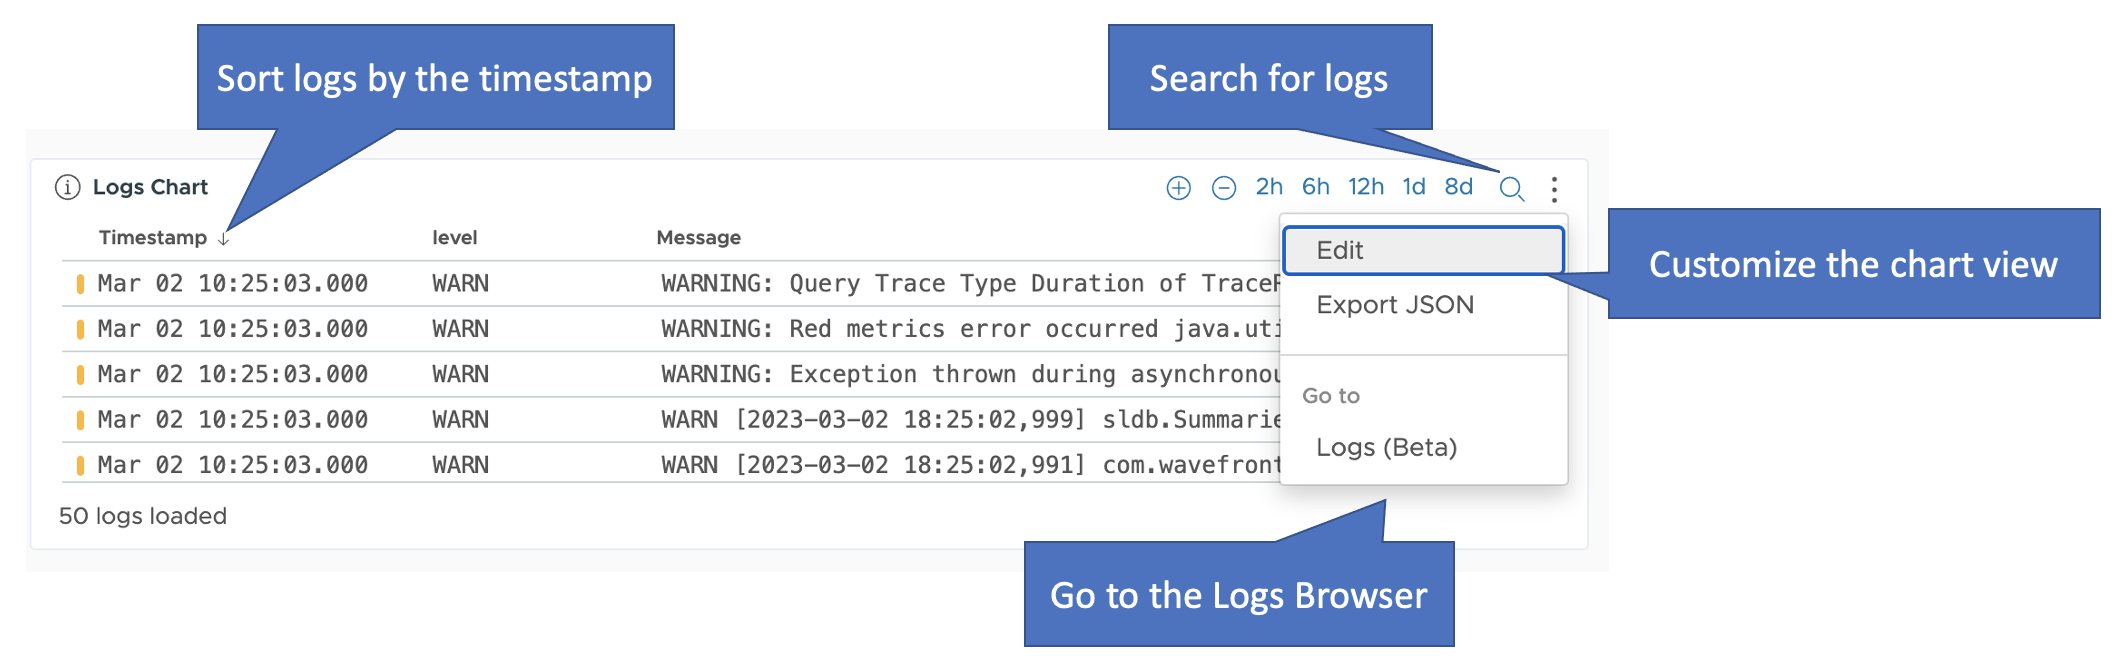 Sort logs by the timestamp
Search for logs
Logs Chart
2h 6h 12h 1d 8d
Timestamp ↓ level Message
Edit
Customize the chart view
Mar 02 10:25:03.000 WARN WARNING: Query Trace Type Duration of
Export JSON
Mar 02 10:25:03.000 WARN WARNING: Red metrics error occurred java.uti
Mar 02 10:25:03.000 WARN WARNING: Exception thrown during asynchronou
Go to
Mar 02 10:25:03.000 WARN WARN [2023-03-02 18:25:02,999] sldb.Summarie
Logs (Beta)
Mar 02 10:25:03.000 WARN WARN [2023-03-02 18:25:02,991] com.wavefront
50 logs loaded
Go to the Logs Browser